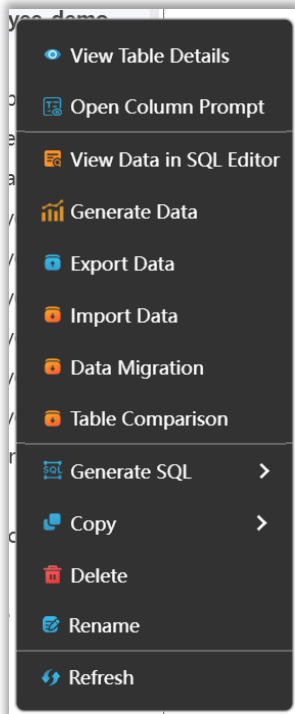 View Table Details
Open Column Prompt
View Data in SQL Editor
Generate Data
Export Data
Import Data
Data Migration
Table Comparison
SQL Generate SQL
Copy
Delete
Rename
Refresh